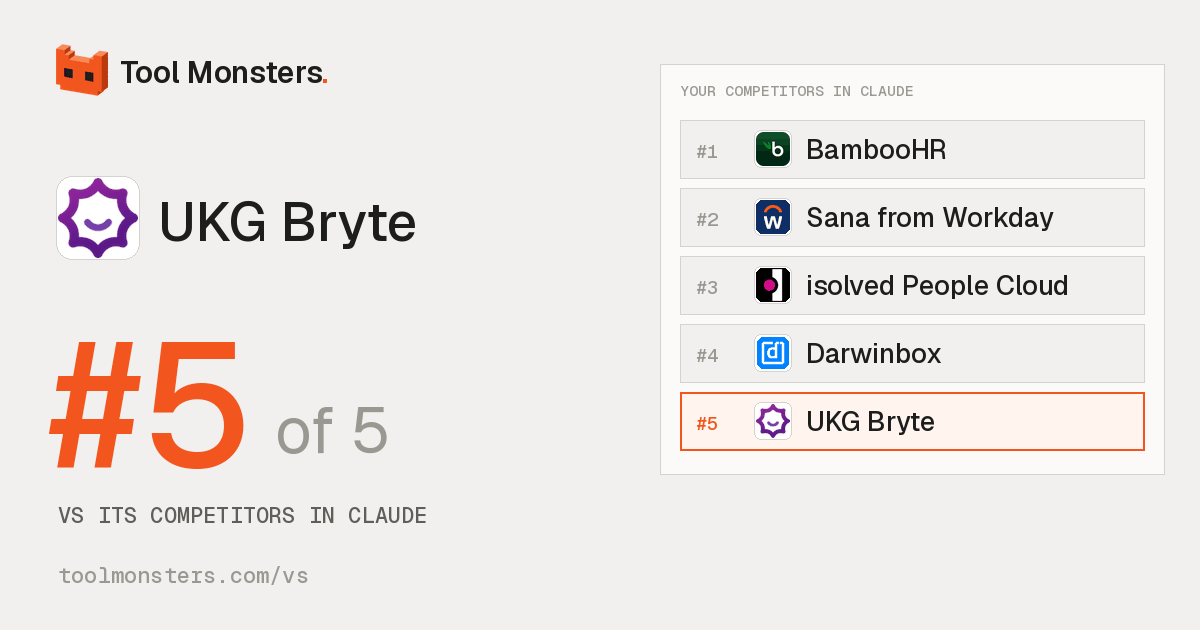 Tool Monsters.
UKG Bryte
#5 of 5
VS ITS COMPETITORS IN CLAUDE
toolmonsters.com/vs
YOUR COMPETITORS IN CLAUDE
#1 BambooHR
#2 Sana from Workday
#3 isolved People Cloud
#4 Darwinbox
#5 UKG Bryte